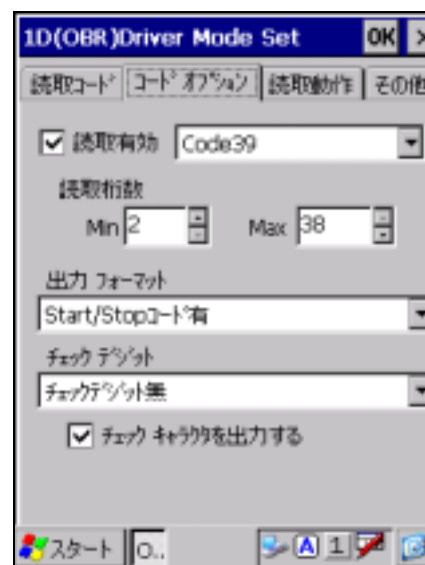 1D(OBR)Driver Mode Set OK
読取コード コード オプション 読取動作 その他
読取有効 Code39
読取桁数
Min 2 Max 38
出力 フォーマット
Start/Stopコード有
チェック デジット
チェックデジット無
チェック キャラクタを出力する
スタート O.. A 1